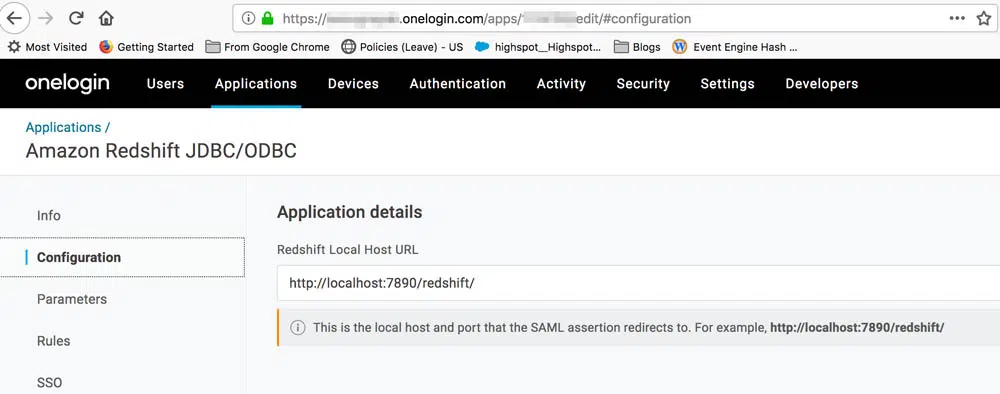 https://.onelogin.com/apps/edit/#configuration
Most Visited Getting Started From Google Chrome Policies (Leave) - US highspot__Highspot... Blogs Event Engine Hash ...
onelogin Users Applications Devices Authentication Activity Security Settings Developers
Applications /
Amazon Redshift JDBC/ODBC
Info
Application details
Configuration
Redshift Local Host URL
http://localhost:7890/redshift/
Parameters
This is the local host and port that the SAML assertion redirects to. For example, http://localhost:7890/redshift/
Rules
SSO